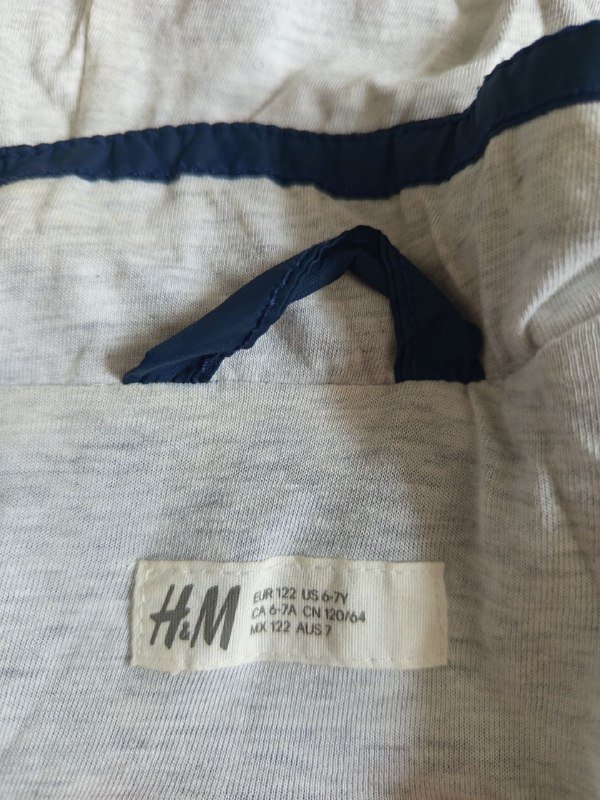 H&M
EUR 122 US 6-7Y
CA 6-7A CN 120/64
MX 122 AUS 7